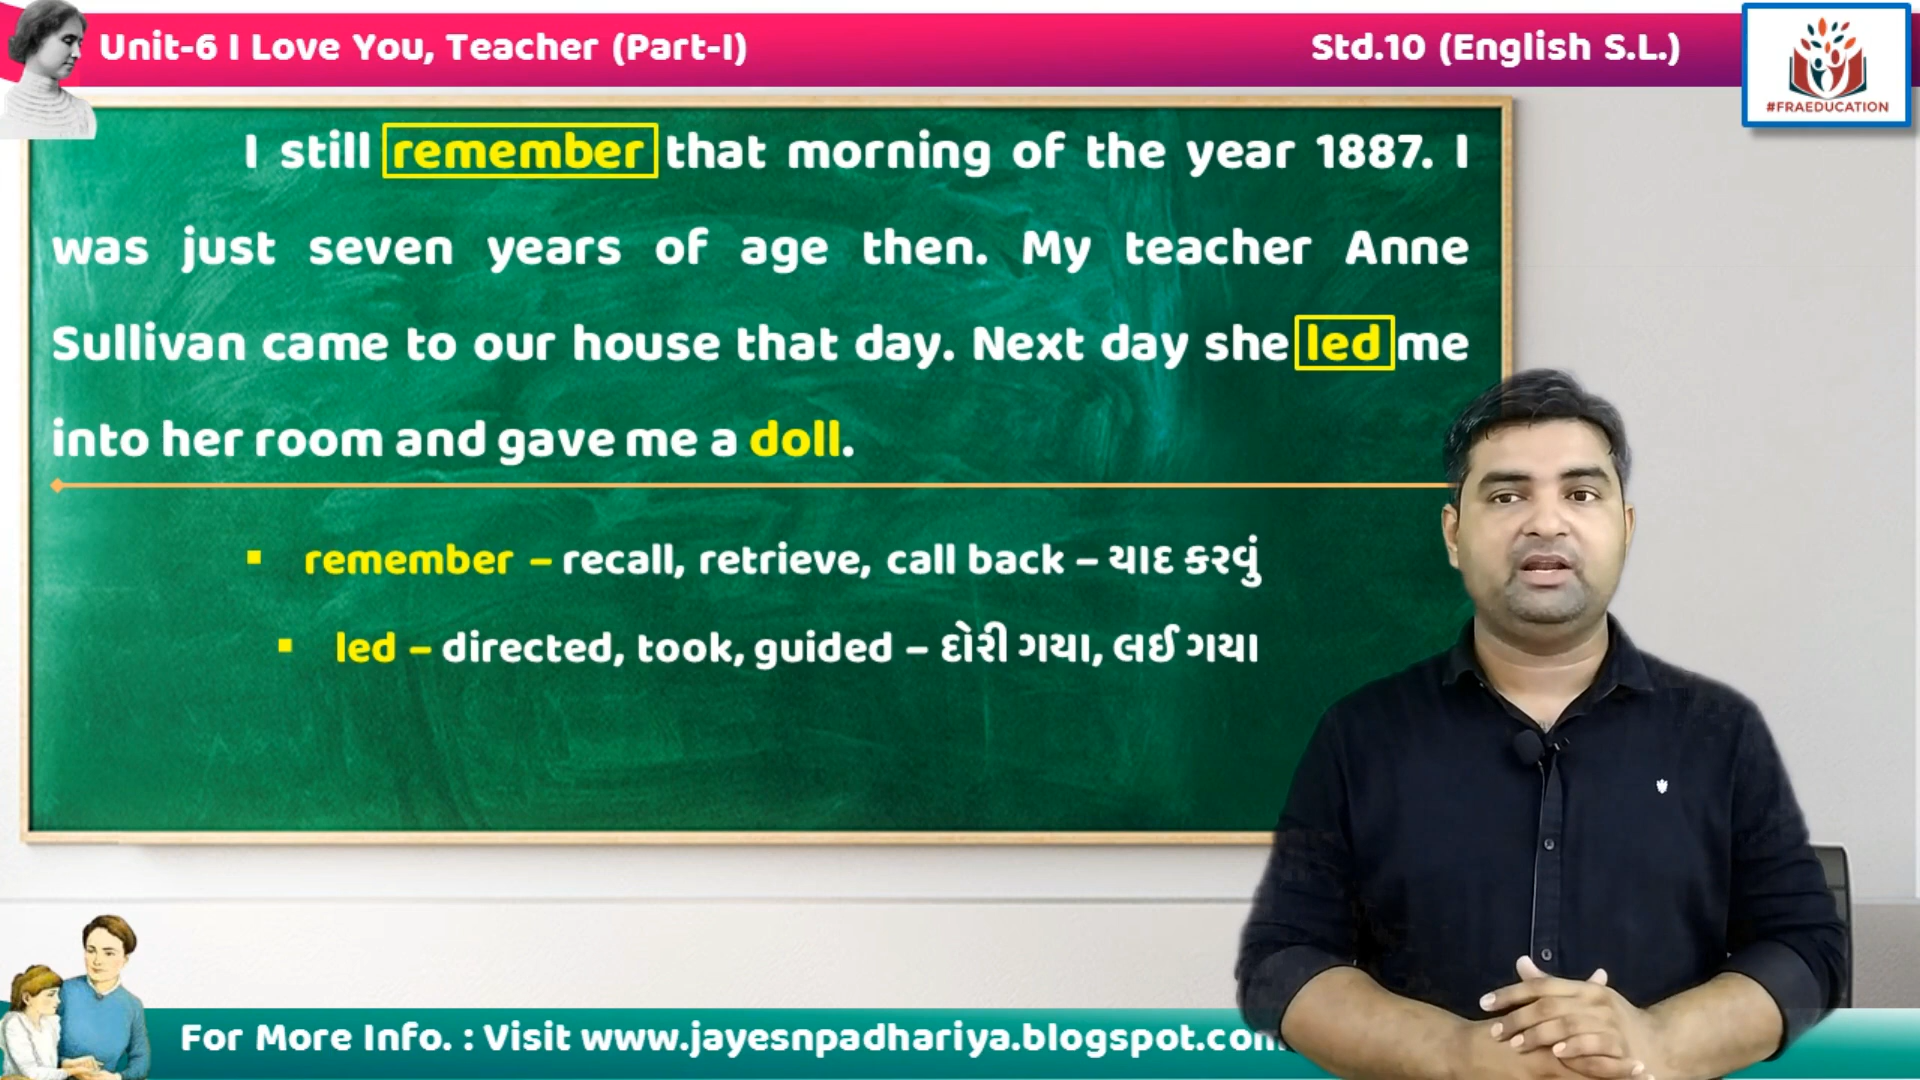 Unit-6 I Love You, Teacher (Part-I)
Std.10 (English S.L.)
#FRAEDUCATION
I still remember that morning of the year 1887. I
was just seven years of age then. My teacher Anne
Sullivan came to our house that day. Next day she led me
into her room and gave me a doll.
▪ remember – recall, retrieve, call back – યાદ કરવું
▪ led – directed, took, guided – દોરી ગયા, લઈ ગયા
For More Info. : Visit www.jayesnpadhariya.blogspot.com